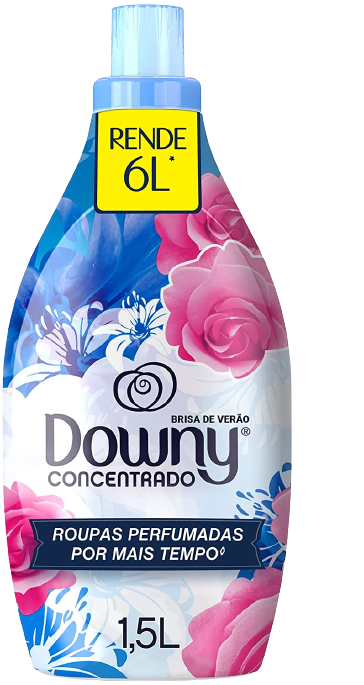 RENDE
6L*
BRISA DE VERÃO
Downy®
CONCENTRADO
ROUPAS PERFUMADAS
POR MAIS TEMPO◊
1,5L